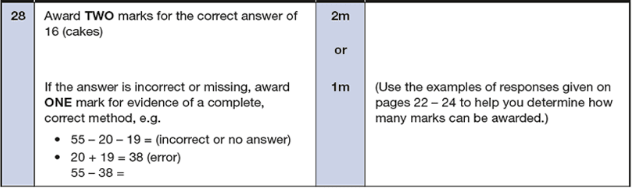 28
Award TWO marks for the correct answer of
16 (cakes)
2m
or
If the answer is incorrect or missing, award
ONE mark for evidence of a complete,
correct method, e.g.
• 55 – 20 – 19 = (incorrect or no answer)
• 20 + 19 = 38 (error)
55 – 38 =
1m
(Use the examples of responses given on
pages 22 – 24 to help you determine how
many marks can be awarded.)